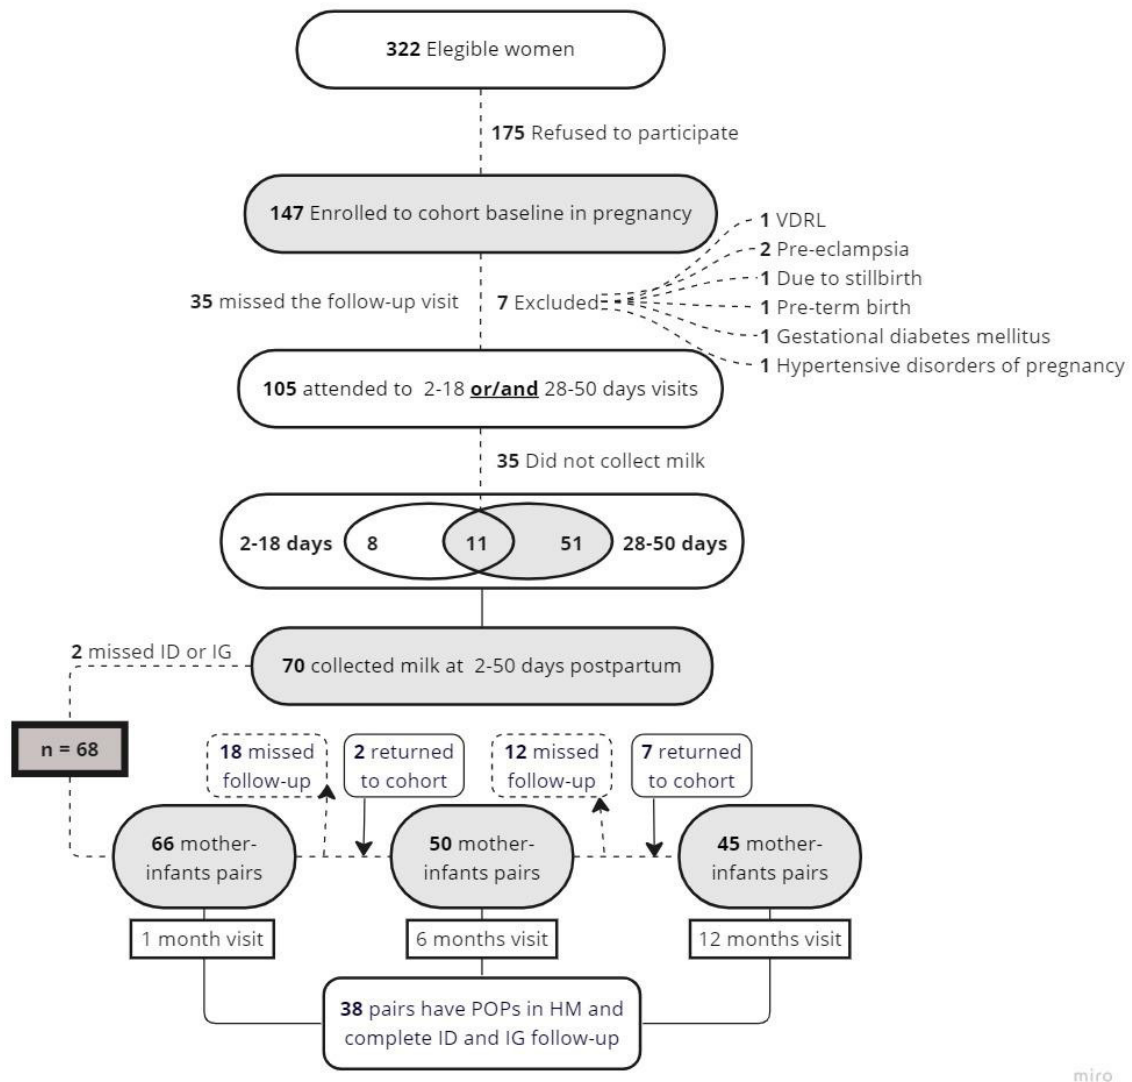 322 Elegible women
175 Refused to participate
147 Enrolled to cohort baseline in pregnancy
1 VDRL
2 Pre-eclampsia
1 Due to stillbirth
35 missed the follow-up visit
7 Excluded
1 Pre-term birth
1 Gestational diabetes mellitus
1 Hypertensive disorders of pregnancy
105 attended to 2-18 or/and 28-50 days visits
35 Did not collect milk
2-18 days 8 11 51 28-50 days
2 missed ID or IG
70 collected milk at 2-50 days postpartum
n = 68
18 missed
follow-up
2 returned
to cohort
12 missed
follow-up
7 returned
to cohort
66 mother-
infants pairs
50 mother-
infants pairs
45 mother-
infants pairs
1 month visit
6 months visit
12 months visit
38 pairs have POPs in HM and
complete ID and IG follow-up
miro